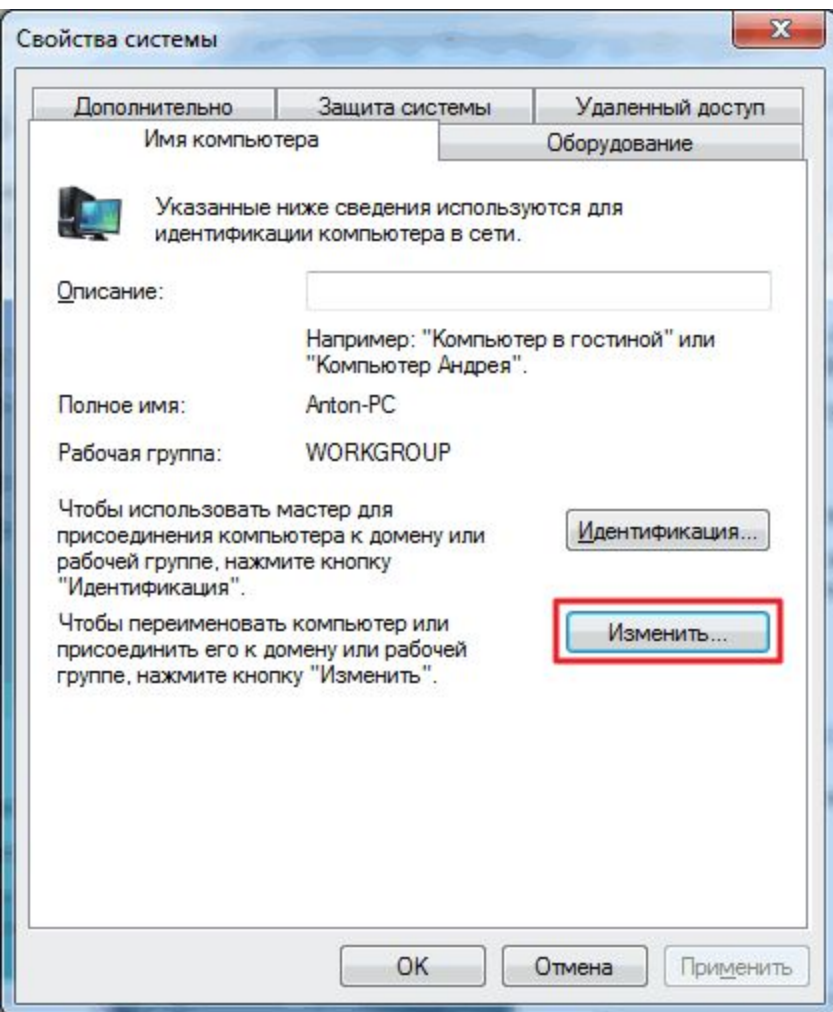 Свойства системы
Дополнительно
Защита системы
Удаленный доступ
Имя компьютера
Оборудование
Указанные ниже сведения используются для
идентификации компьютера в сети.
Описание:
Например: "Компьютер в гостиной" или
"Компьютер Андрея".
Полное имя:
Anton-PC
Рабочая группа:
WORKGROUP
Чтобы использовать мастер для
присоединения компьютера к домену или
рабочей группе, нажмите кнопку
"Идентификация".
Идентификация...
Чтобы переименовать компьютер или
присоединить его к домену или рабочей
группе, нажмите кнопку "Изменить".
Изменить...
OK
Отмена
Применить